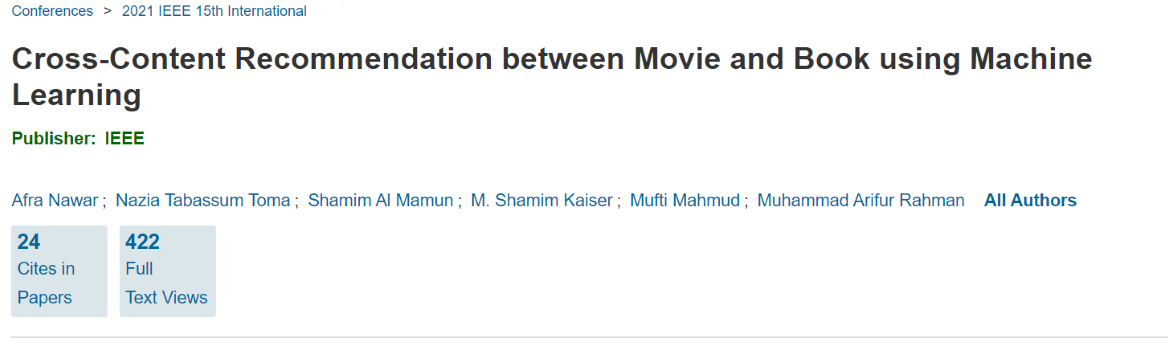 Conferences > 2021 IEEE 15th International
Cross-Content Recommendation between Movie and Book using Machine
Learning
Publisher: IEEE
Afra Nawar ; Nazia Tabassum Toma ; Shamim Al Mamun ; M. Shamim Kaiser ; Mufti Mahmud ; Muhammad Arifur Rahman All Authors
24
Cites in
Papers
422
Full
Text Views